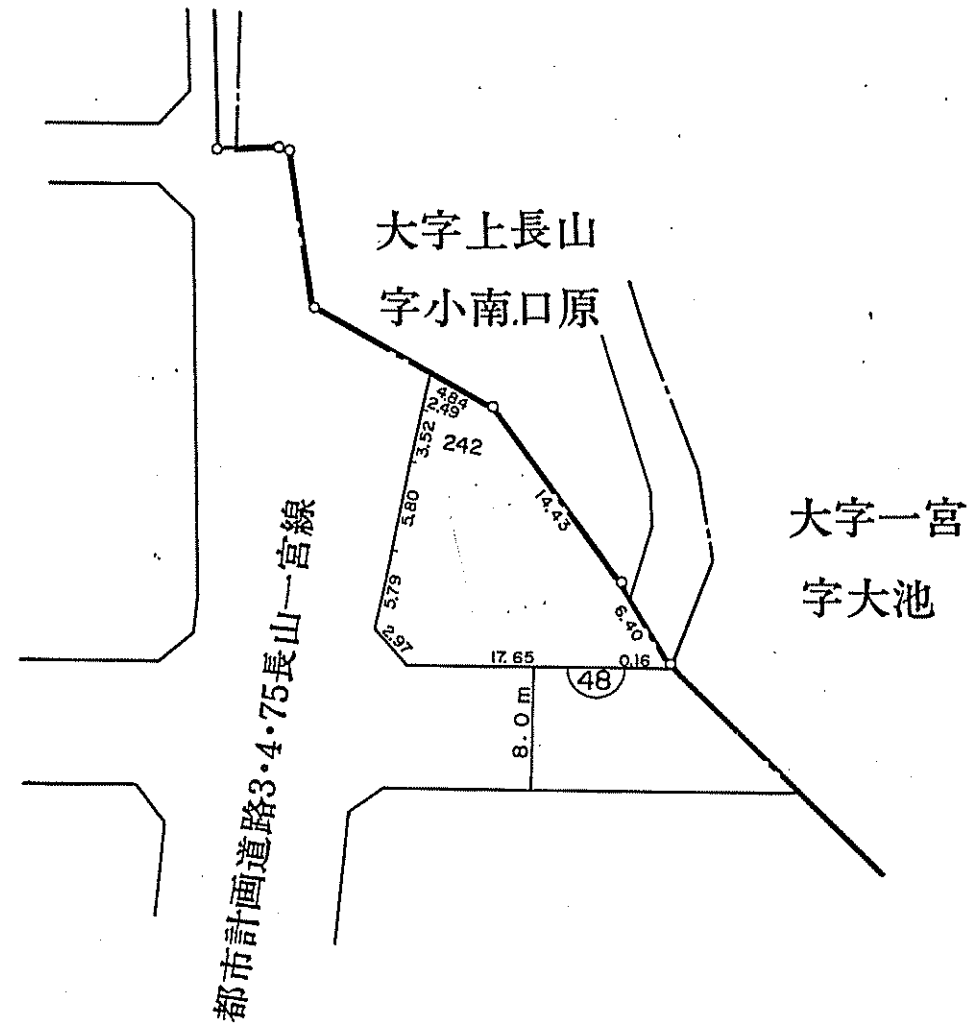 大字上長山
字小南口原
4.84
2.49
3.52
242
5.80
14.43
大字一宮
字大池
5.79
2.97
6.40
17.65
0.16
48
8.0m
都市計画道路3・4・75長山一宮線